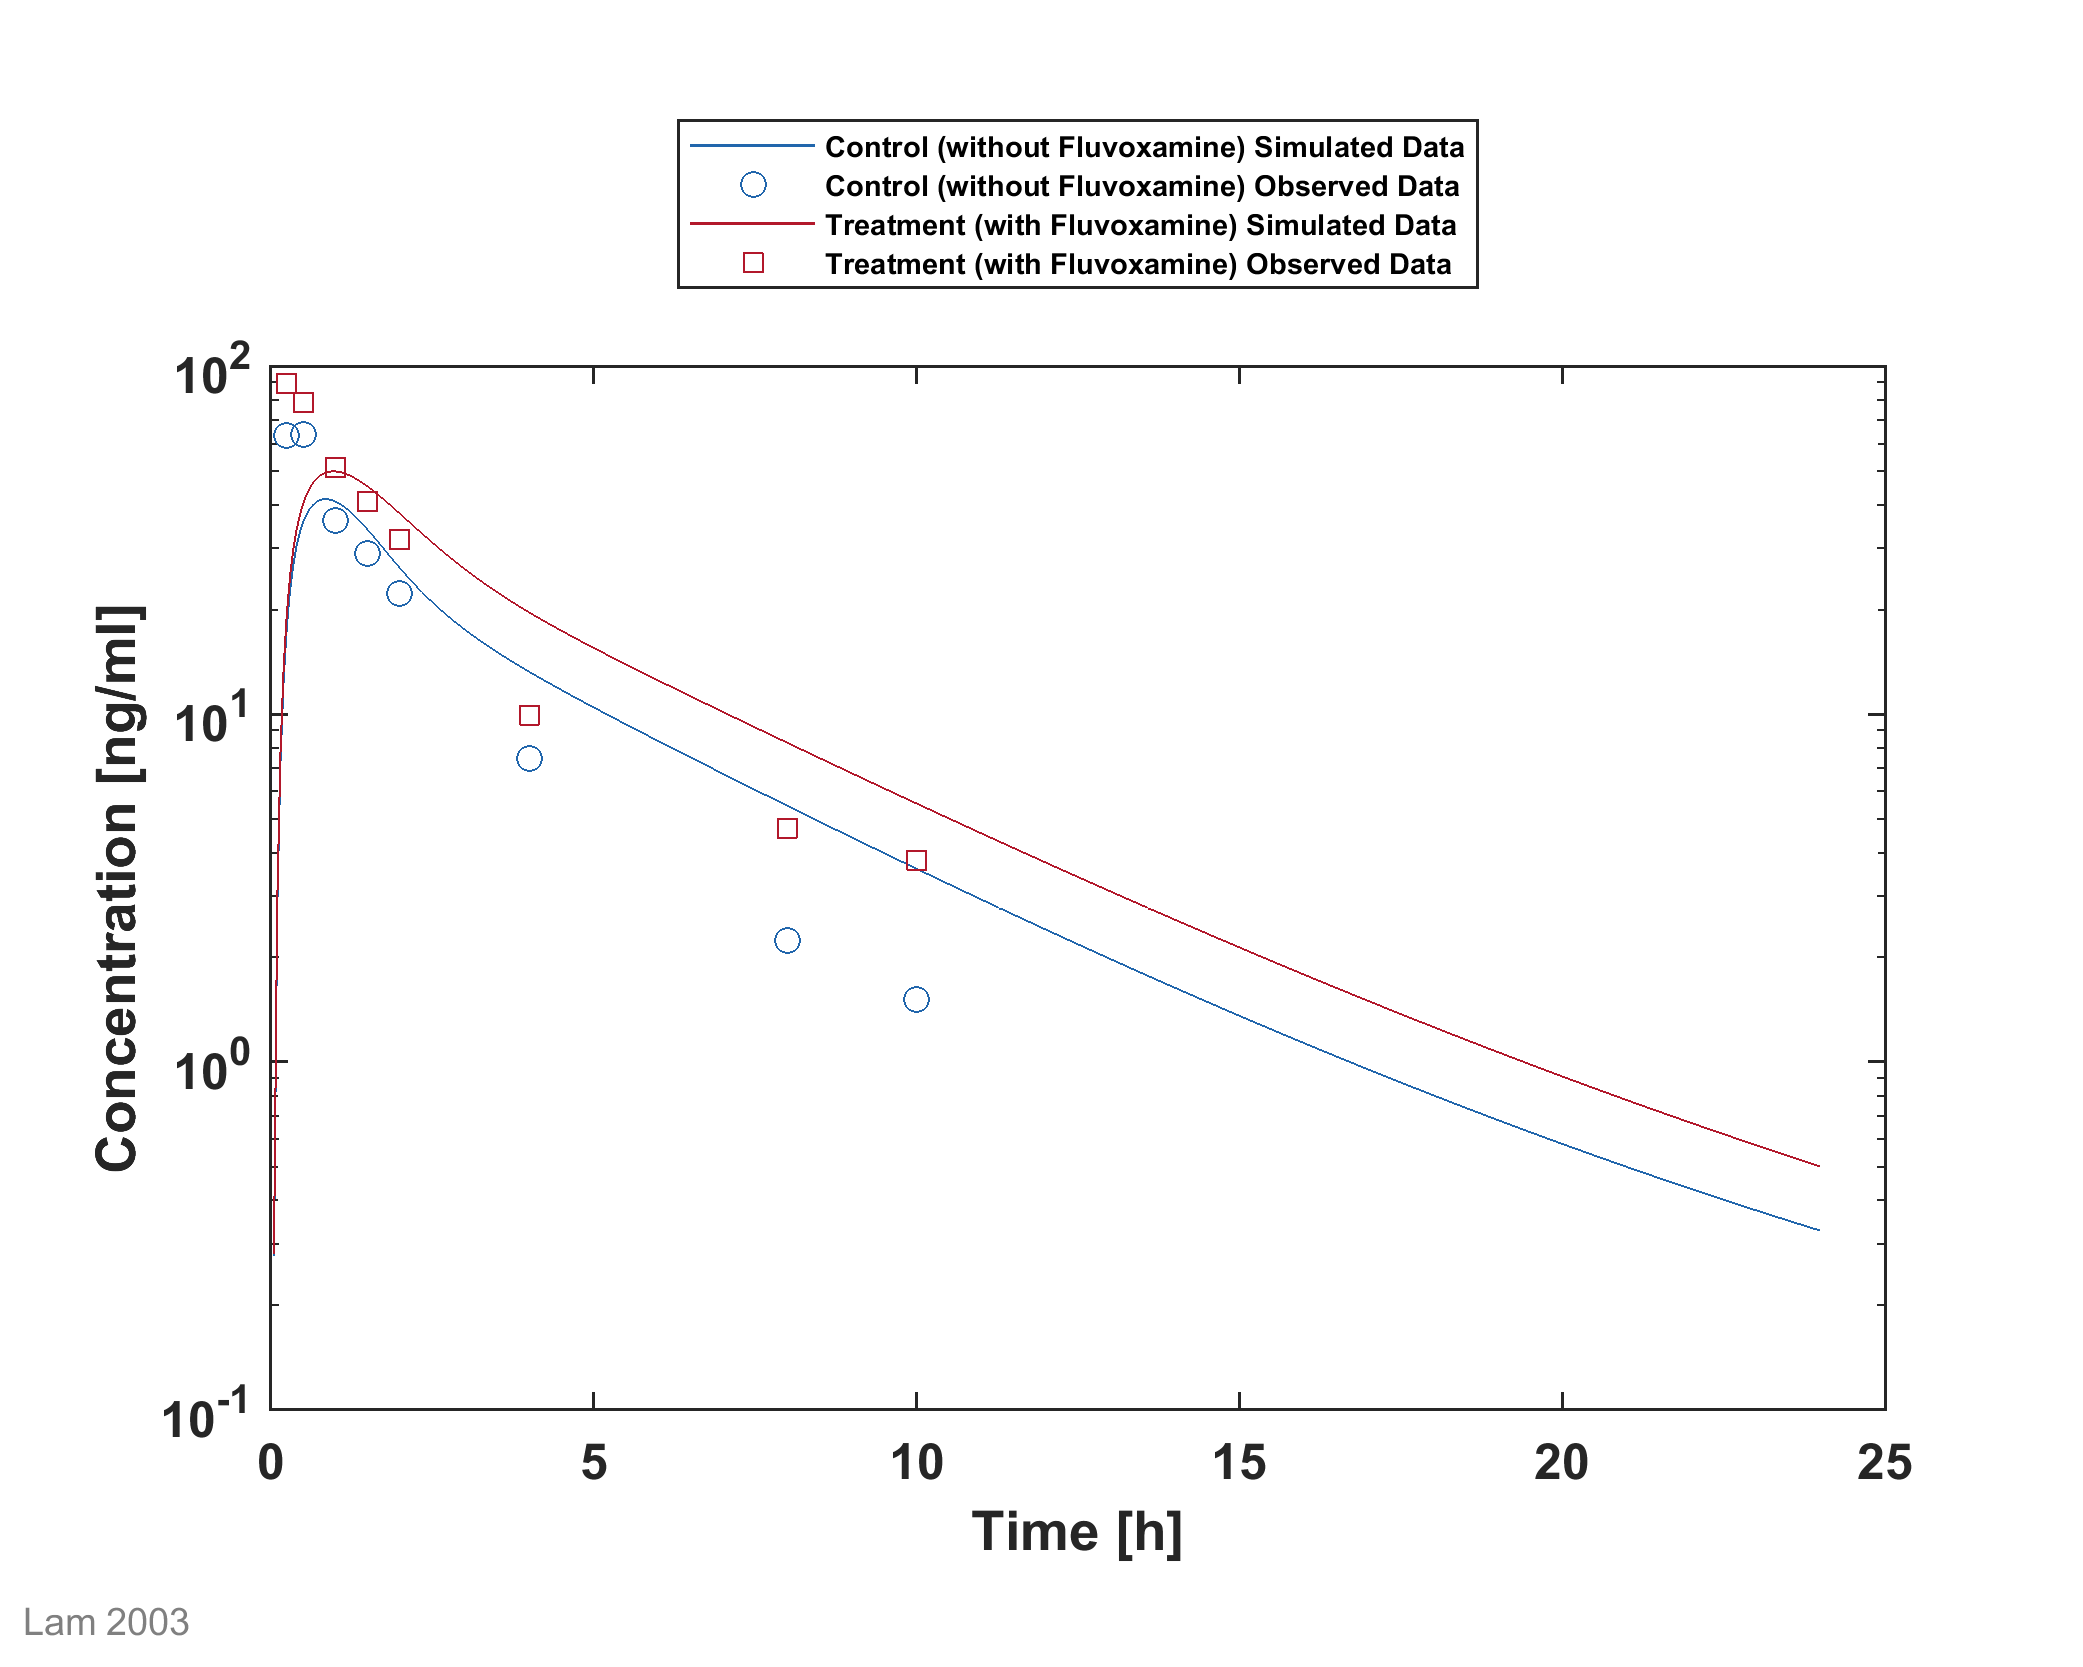 Control (without Fluvoxamine) Simulated Data
Control (without Fluvoxamine) Observed Data
Treatment (with Fluvoxamine) Simulated Data
Treatment (with Fluvoxamine) Observed Data
10^2
10^1
10^0
10^-1
Concentration [ng/ml]
0 5 10 15 20 25
Time [h]
Lam 2003